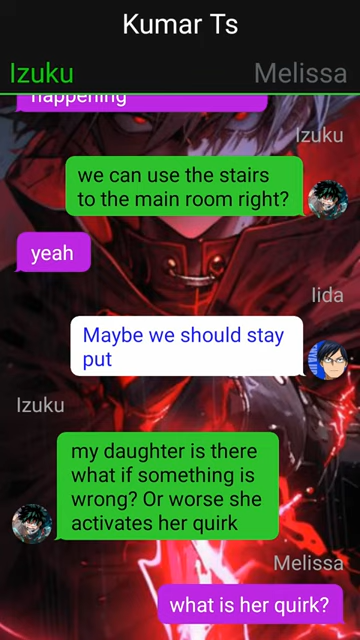 Kumar Ts
Izuku
Melissa
happening
Izuku
we can use the stairs
to the main room right?
yeah
Iida
Maybe we should stay
put
Izuku
my daughter is there
what if something is
wrong? Or worse she
activates her quirk
Melissa
what is her quirk?